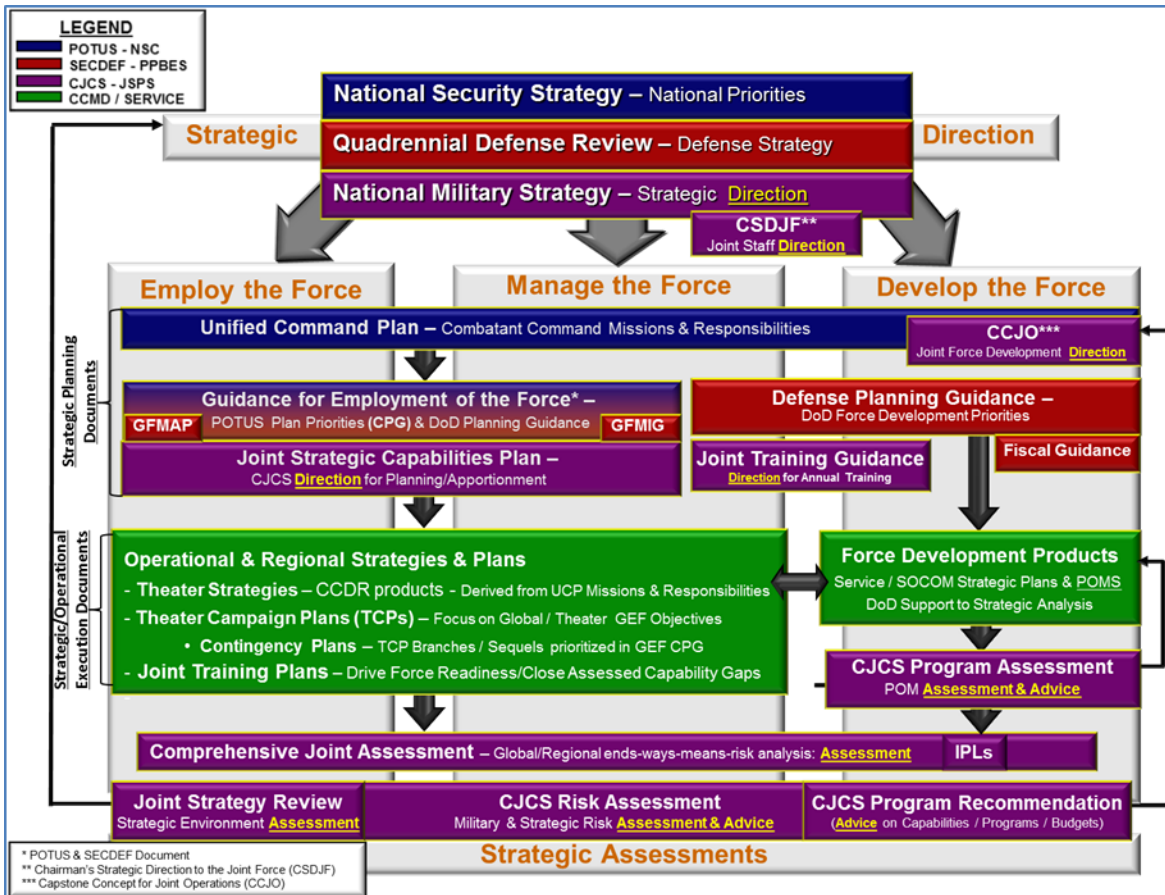 LEGEND
POTUS - NSC
SECDEF - PPBES
CJCS - JSPS
CCMD / SERVICE
National Security Strategy – National Priorities
Strategic
Quadrennial Defense Review – Defense Strategy
Direction
National Military Strategy – Strategic Direction
CSDJF**
Joint Staff Direction
Employ the Force
Manage the Force
Develop the Force
Strategic Planning
Documents
Unified Command Plan – Combatant Command Missions & Responsibilities
CCJO***
Joint Force Development Direction
Guidance for Employment of the Force* –
GFMAP
POTUS Plan Priorities (CPG) & DoD Planning Guidance
GFMIG
Defense Planning Guidance –
DoD Force Development Priorities
Joint Strategic Capabilities Plan –
CJCS Direction for Planning/Apportionment
Joint Training Guidance
Direction for Annual Training
Fiscal Guidance
Strategic/Operational
Execution Documents
Operational & Regional Strategies & Plans
- Theater Strategies – CCDR products - Derived from UCP Missions & Responsibilities
- Theater Campaign Plans (TCPs) – Focus on Global / Theater GEF Objectives
• Contingency Plans – TCP Branches / Sequels prioritized in GEF CPG
- Joint Training Plans – Drive Force Readiness/Close Assessed Capability Gaps
-
Force Development Products
Service / SOCOM Strategic Plans & POMS
DoD Support to Strategic Analysis
CJCS Program Assessment
POM Assessment & Advice
Comprehensive Joint Assessment – Global/Regional ends-ways-means-risk analysis: Assessment
IPLs
Joint Strategy Review
Strategic Environment Assessment
CJCS Risk Assessment
Military & Strategic Risk Assessment & Advice
CJCS Program Recommendation
(Advice on Capabilities / Programs / Budgets)
Strategic Assessments
* POTUS & SECDEF Document
** Chairman's Strategic Direction to the Joint Force (CSDJF)
*** Capstone Concept for Joint Operations (CCJO)